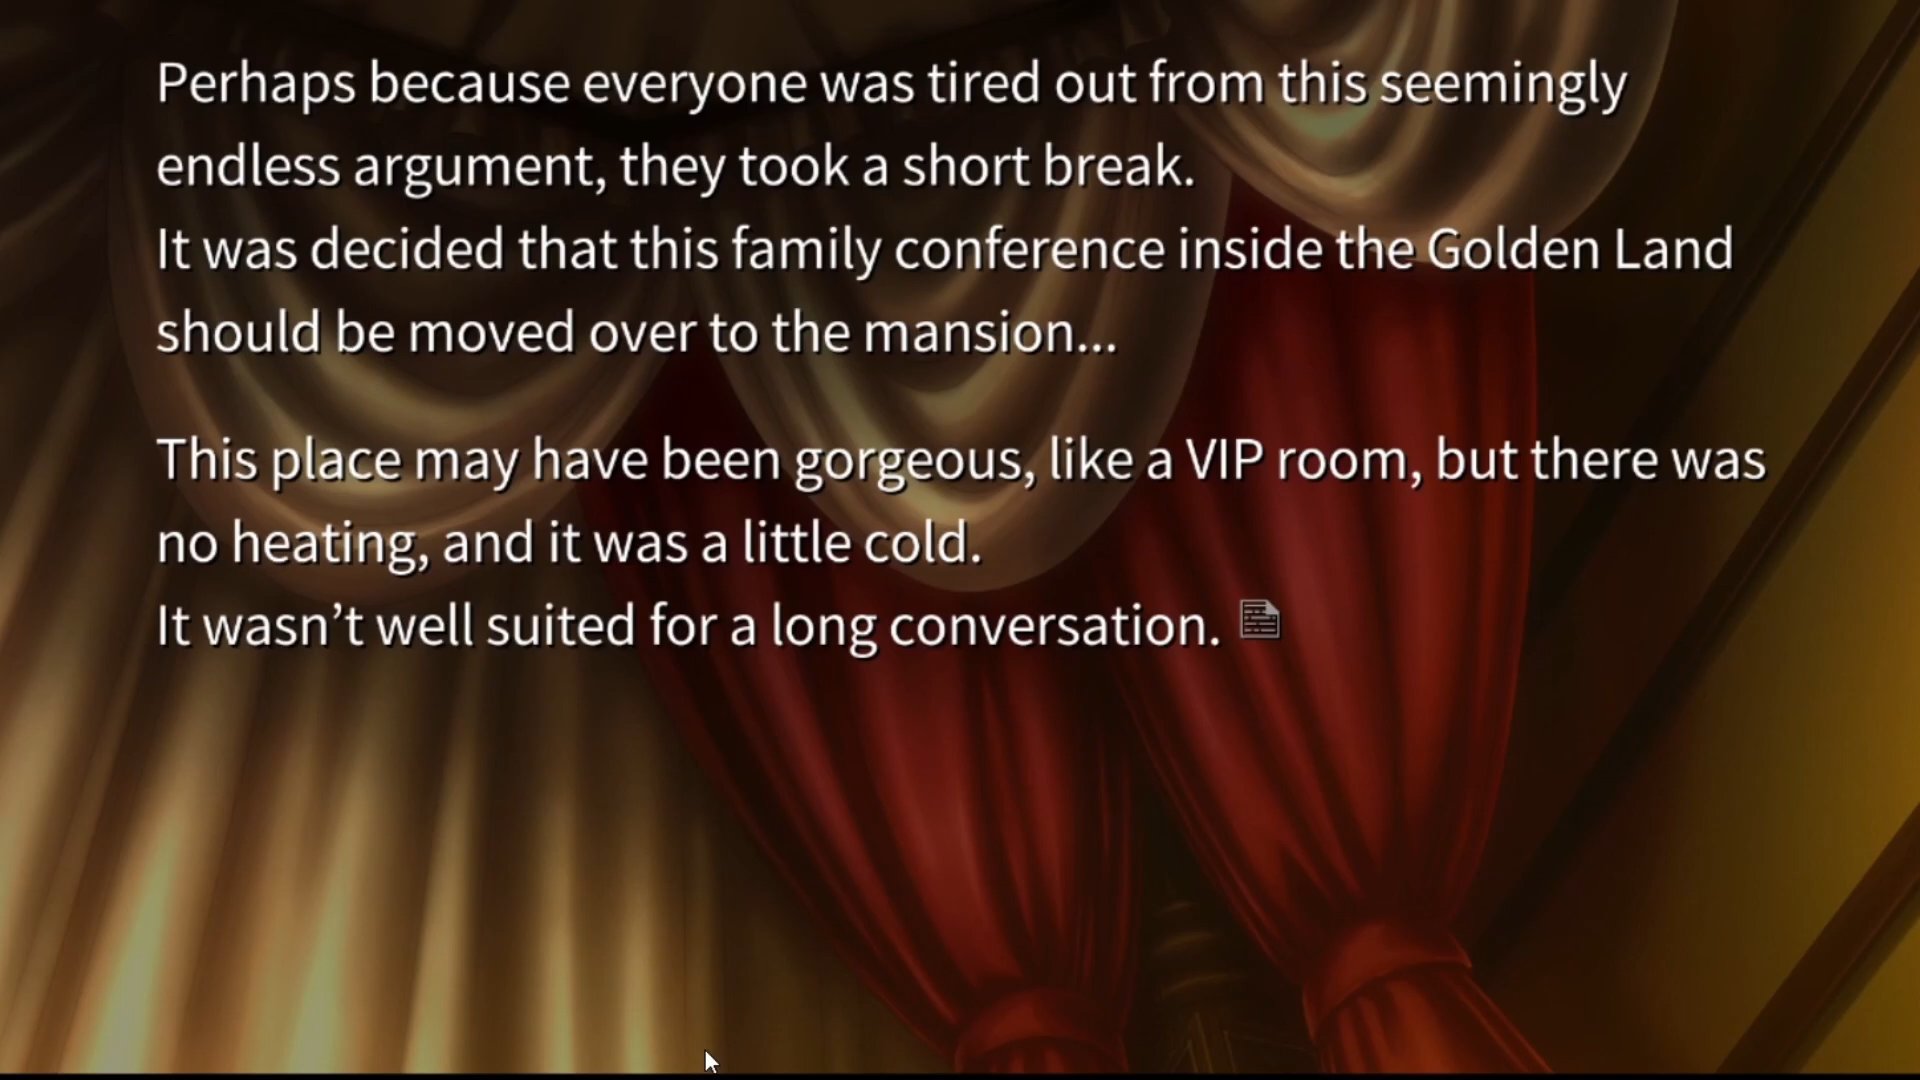 Perhaps because everyone was tired out from this seemingly
endless argument, they took a short break.
It was decided that this family conference inside the Golden Land
should be moved over to the mansion...
This place may have been gorgeous, like a VIP room, but there was
no heating, and it was a little cold.
It wasn’t well suited for a long conversation.